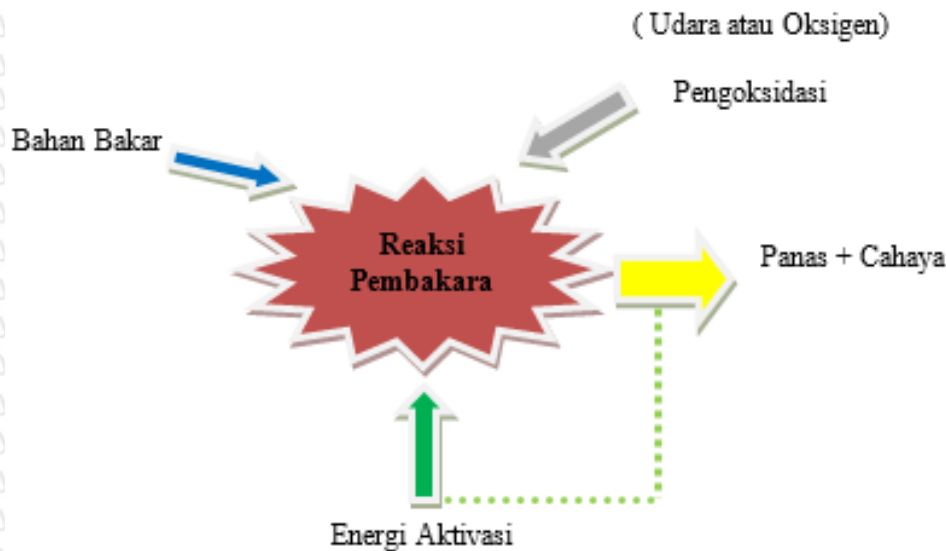 ( Udara atau Oksigen)
Pengoksidasi
Bahan Bakar
Reaksi
Pembakara
Panas + Cahaya
Energi Aktivasi